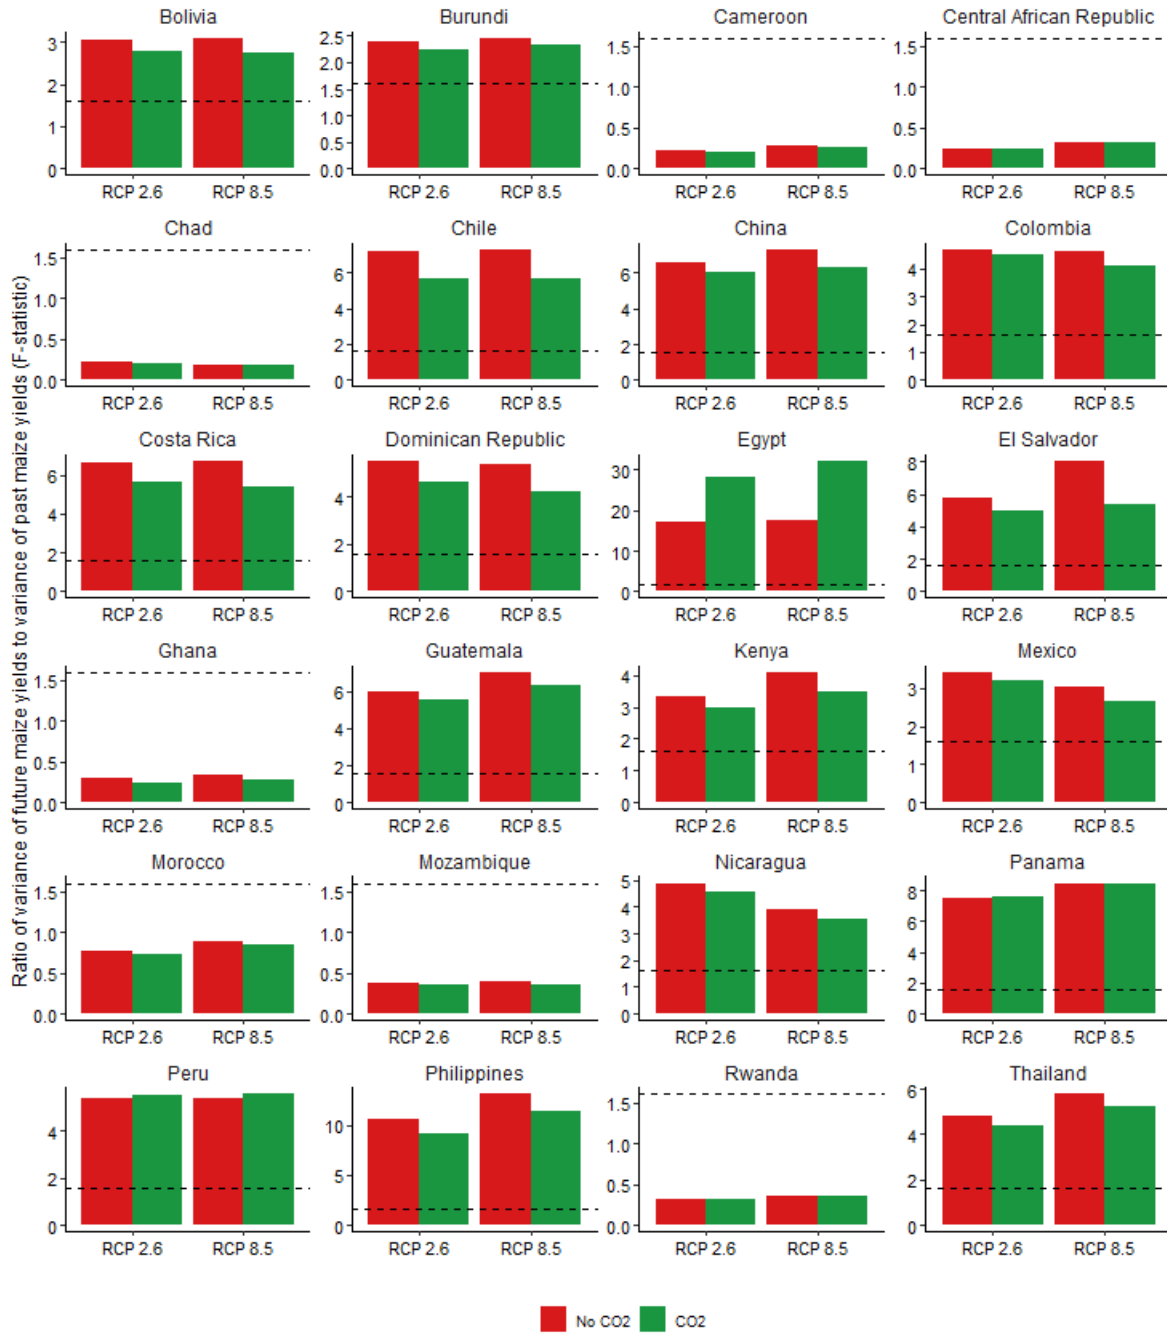 Bolivia
Burundi
Cameroon
Central African Republic
3
2
1
0
RCP 2.6
RCP 8.5
2.5
2.0
1.5
1.0
0.5
0.0
RCP 2.6
RCP 8.5
1.5
1.0
0.5
0.0
RCP 2.6
RCP 8.5
1.5
1.0
0.5
0.0
RCP 2.6
RCP 8.5
Ratio of variance of future maize yields to variance of past maize yields (F-statistic)
Chad
Chile
China
Colombia
1.5
1.0
0.5
0.0
RCP 2.6
RCP 8.5
6
4
2
0
RCP 2.6
RCP 8.5
6
4
2
0
RCP 2.6
RCP 8.5
4
3
2
1
0
RCP 2.6
RCP 8.5
Costa Rica
Dominican Republic
Egypt
El Salvador
6
4
2
0
RCP 2.6
RCP 8.5
4
2
0
RCP 2.6
RCP 8.5
30
20
10
0
RCP 2.6
RCP 8.5
8
6
4
2
0
RCP 2.6
RCP 8.5
Ghana
Guatemala
Kenya
Mexico
1.5
1.0
0.5
0.0
RCP 2.6
RCP 8.5
6
4
2
0
RCP 2.6
RCP 8.5
4
3
2
1
0
RCP 2.6
RCP 8.5
3
2
1
0
RCP 2.6
RCP 8.5
Morocco
Mozambique
Nicaragua
Panama
1.5
1.0
0.5
0.0
RCP 2.6
RCP 8.5
1.5
1.0
0.5
0.0
RCP 2.6
RCP 8.5
5
4
3
2
1
0
RCP 2.6
RCP 8.5
8
6
4
2
0
RCP 2.6
RCP 8.5
Peru
Philippines
Rwanda
Thailand
4
2
0
RCP 2.6
RCP 8.5
10
5
0
RCP 2.6
RCP 8.5
1.5
1.0
0.5
0.0
RCP 2.6
RCP 8.5
6
4
2
0
RCP 2.6
RCP 8.5
No CO2
CO2